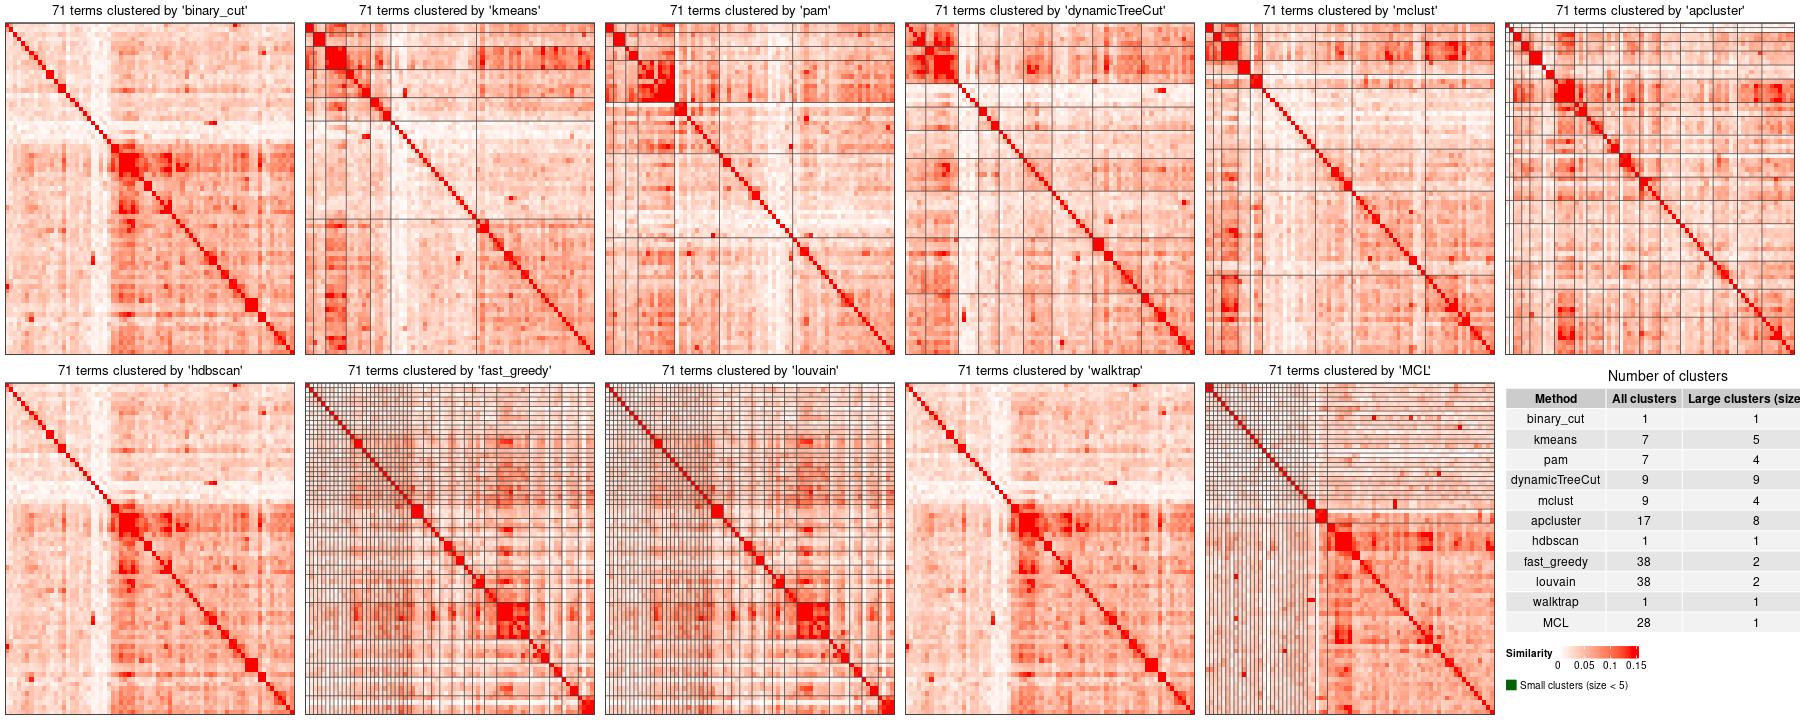 71 terms clustered by 'binary_cut'
71 terms clustered by 'kmeans'
71 terms clustered by 'pam'
71 terms clustered by 'dynamicTreeCut'
71 terms clustered by 'mclust'
71 terms clustered by 'apcluster'
71 terms clustered by 'hdbscan'
71 terms clustered by 'fast_greedy'
71 terms clustered by 'louvain'
71 terms clustered by 'walktrap'
71 terms clustered by 'MCL'
Number of clusters
Method All clusters Large clusters (size
binary_cut 1 1
kmeans 7 5
pam 7 4
dynamicTreeCut 9 9
mclust 9 4
apcluster 17 8
hdbscan 1 1
fast_greedy 38 2
louvain 38 2
walktrap 1 1
MCL 28 1
Similarity
0 0.05 0.1 0.15
Small clusters (size < 5)